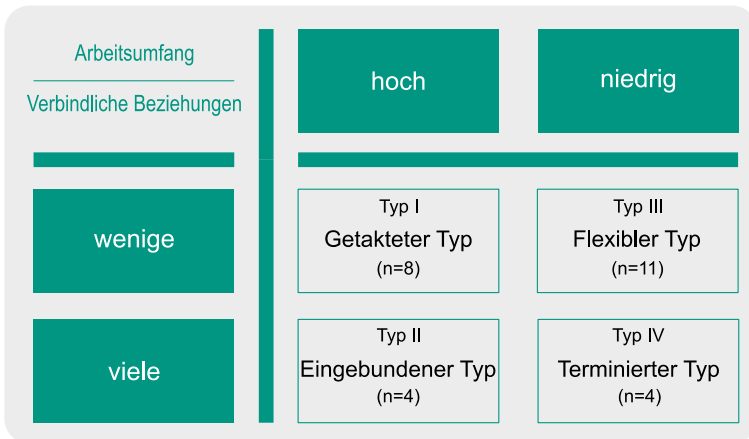 Arbeitsumfang
Verbindliche Beziehungen
hoch
niedrig
wenige
Typ I
Getakteter Typ
(n=8)
Typ III
Flexibler Typ
(n=11)
viele
Typ II
Eingebundener Typ
(n=4)
Typ IV
Terminierter Typ
(n=4)